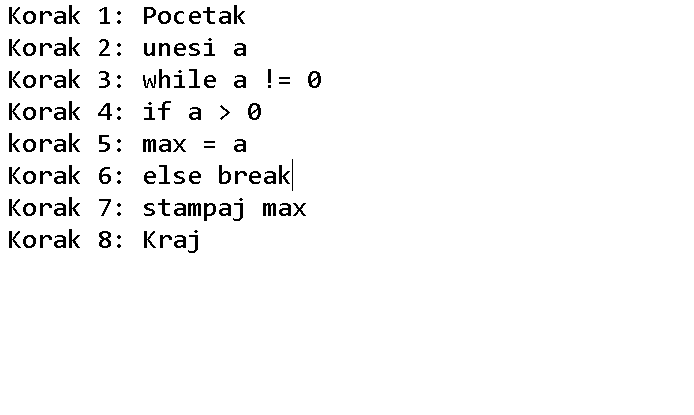 Korak 1: Pocetak
Korak 2: unesi a
Korak 3: while a != 0
Korak 4: if a > 0
korak 5: max = a
Korak 6: else break
Korak 7: stampaj max
Korak 8: Kraj